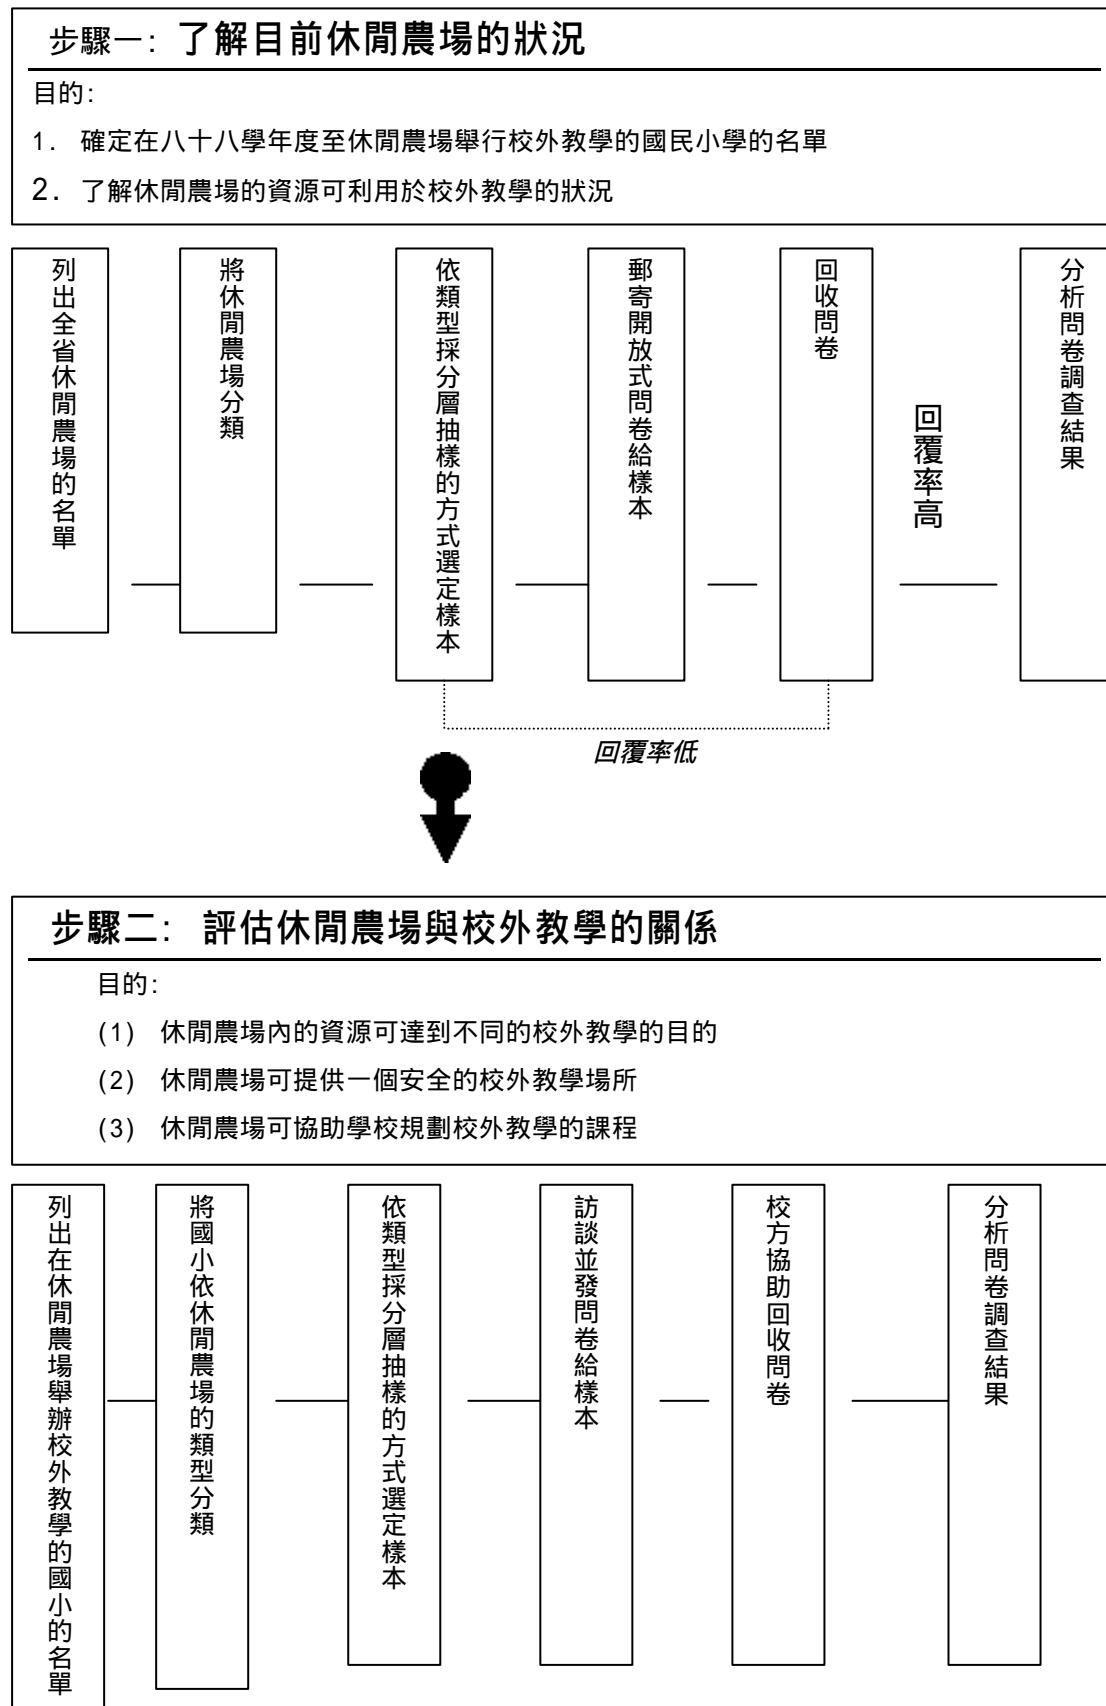 步驟一: 了解目前休閒農場的狀況
目的:
1. 確定在八十八學年度至休閒農場舉行校外教學的國民小學的名單
2. 了解休閒農場的資源可利用於校外教學的狀況
列出全省休閒農場的名單
將休閒農場分類
依類型採分層抽樣的方式選定樣本
郵寄開放式問卷給樣本
回收問卷
回覆率高
分析問卷調查結果
回覆率低
步驟二: 評估休閒農場與校外教學的關係
目的:
(1) 休閒農場內的資源可達到不同的校外教學的目的
(2) 休閒農場可提供一個安全的校外教學場所
(3) 休閒農場可協助學校規劃校外教學的課程
列出在休閒農場舉辦校外教學的國小的名單
將國小依休閒農場的類型分類
依類型採分層抽樣的方式選定樣本
訪談並發問卷給樣本
校方協助回收問卷
分析問卷調查結果